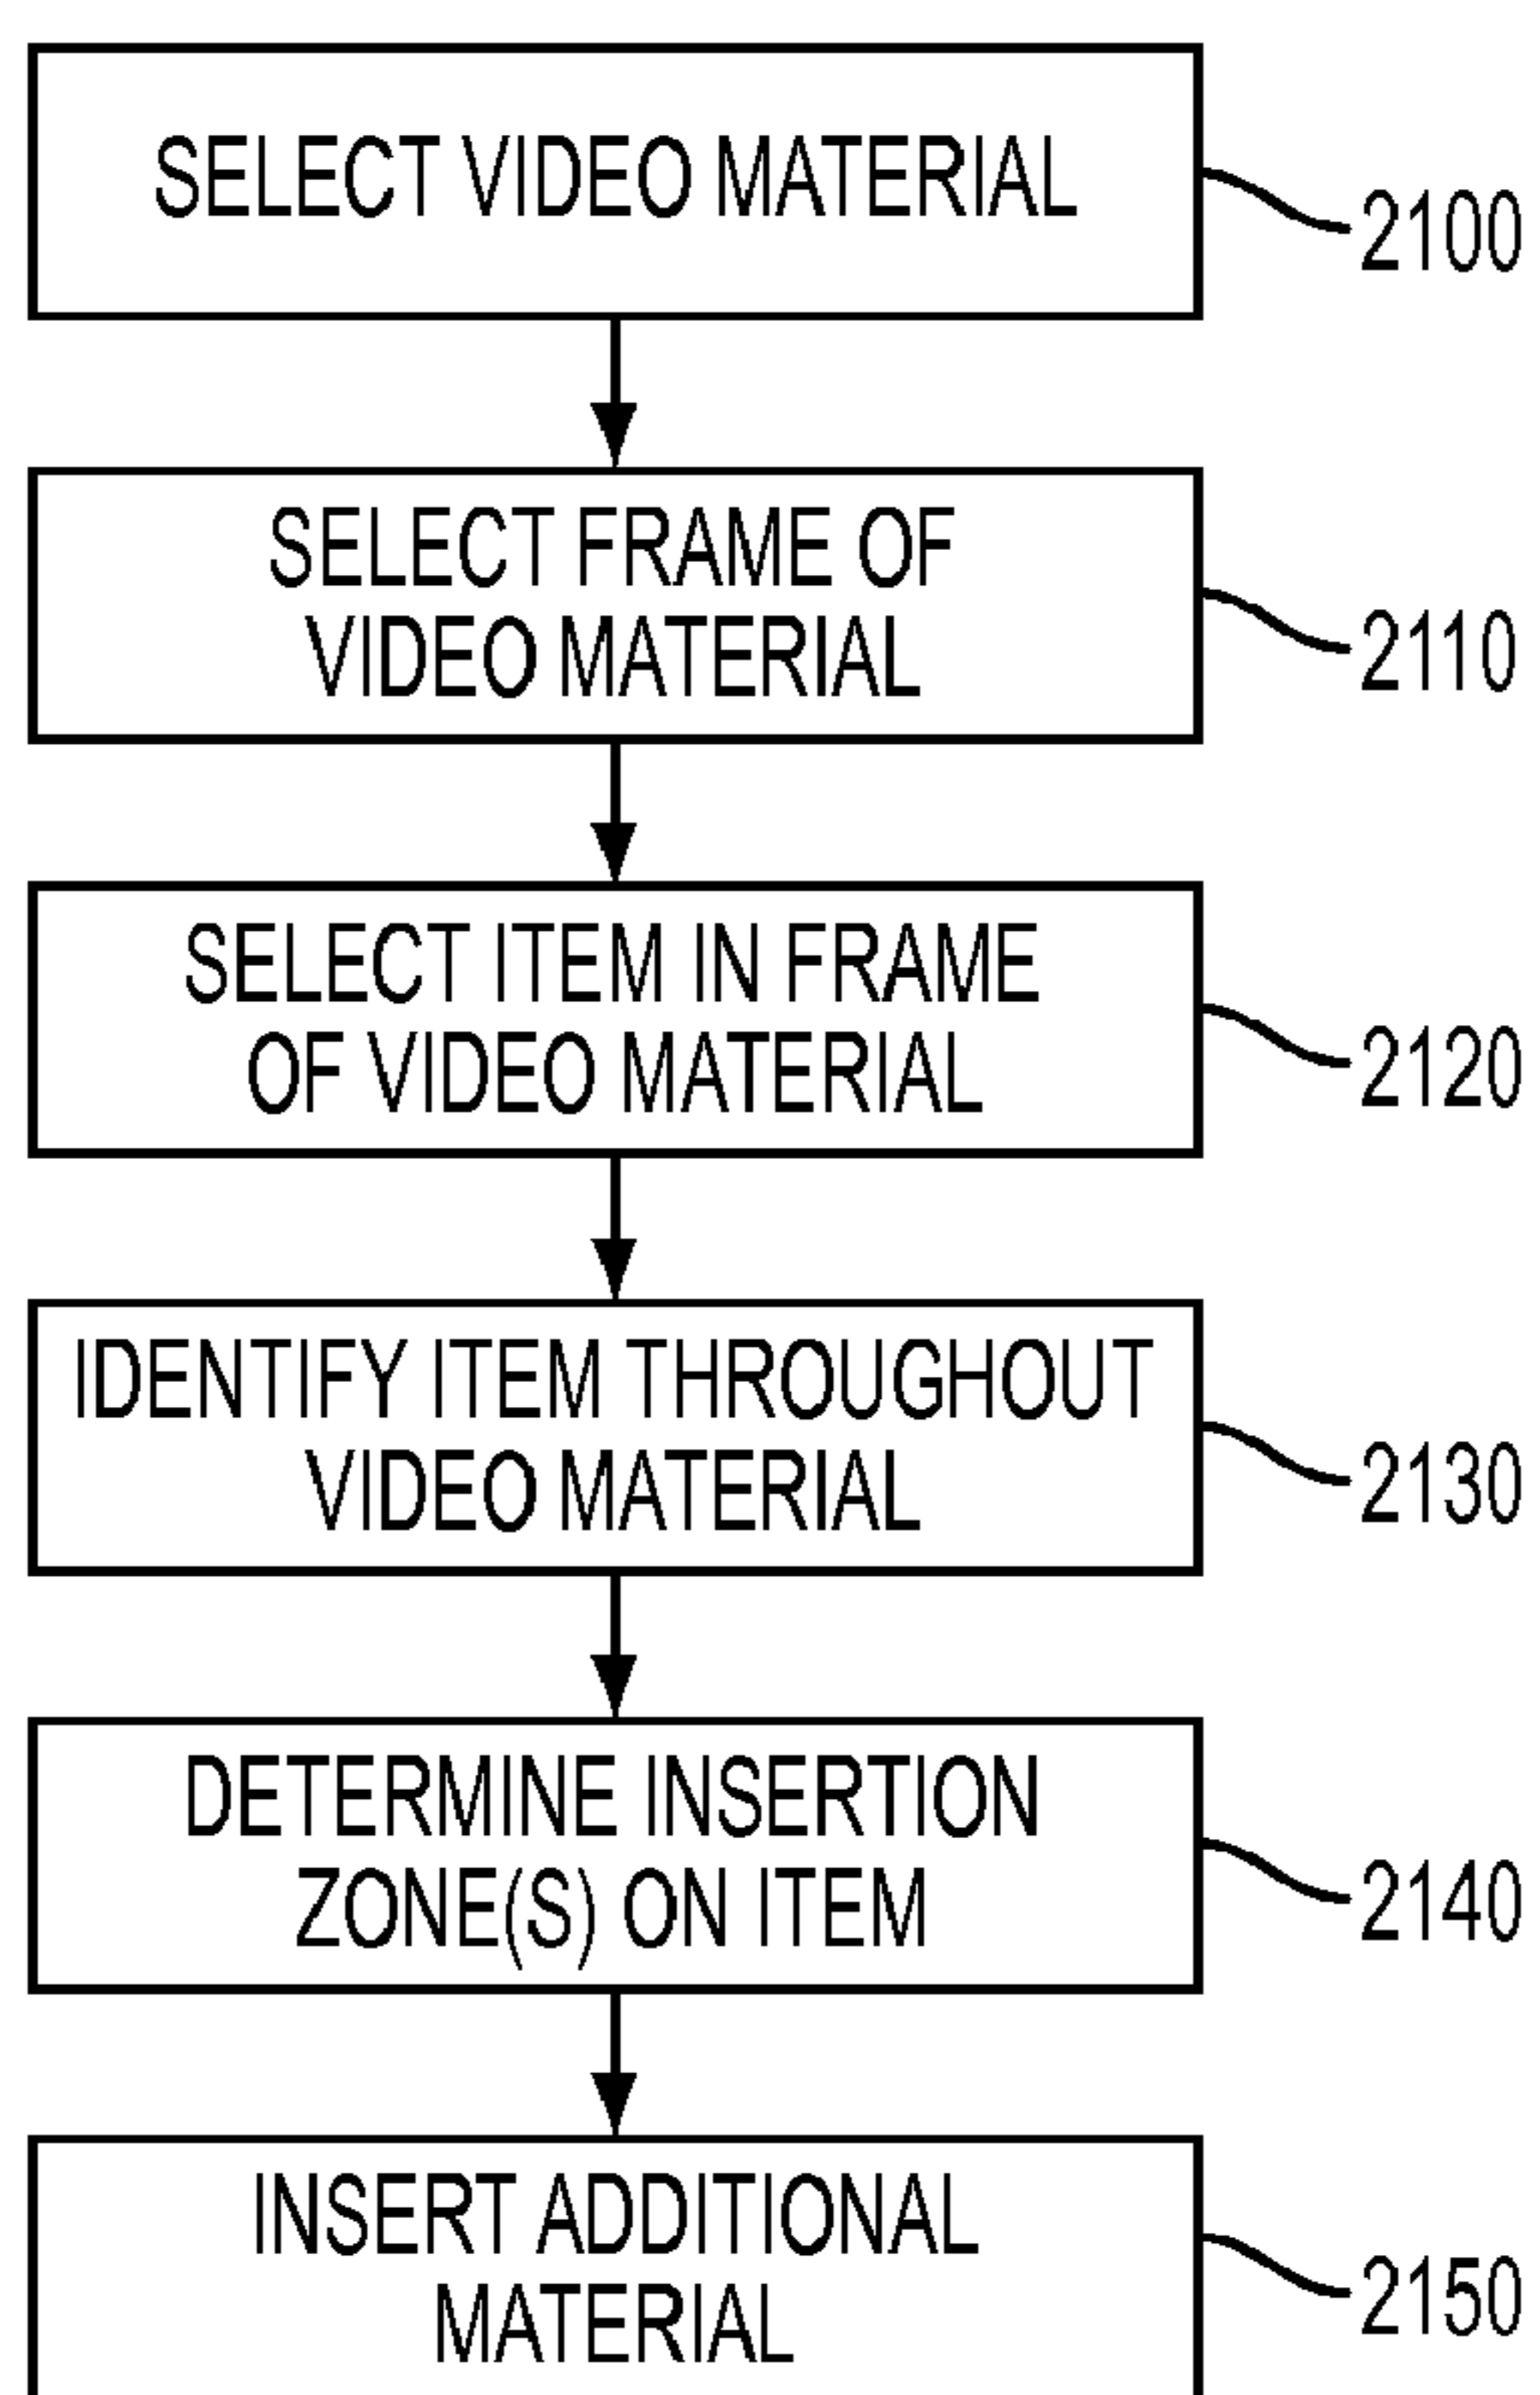 SELECT VIDEO MATERIAL
2100
SELECT FRAME OF
VIDEO MATERIAL
2110
SELECT ITEM IN FRAME
OF VIDEO MATERIAL
2120
IDENTIFY ITEM THROUGHOUT
VIDEO MATERIAL
2130
DETERMINE INSERTION
ZONE(S) ON ITEM
2140
INSERT ADDITIONAL
MATERIAL
2150